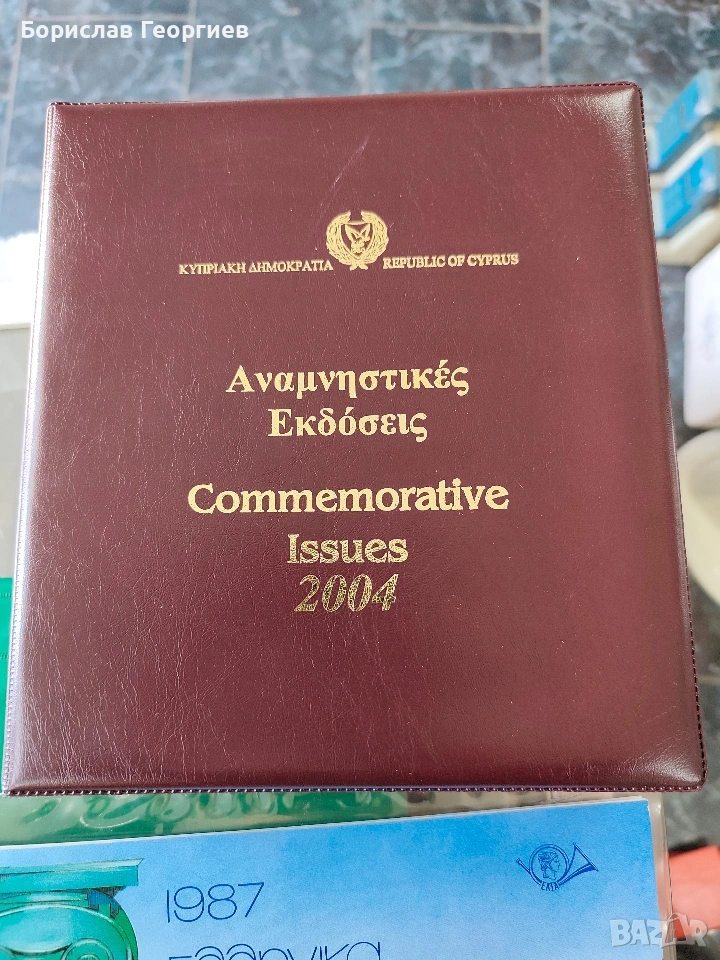 Борислав Георгиев
ΚΥΠΡΙΑΚΗ ΔΗΜΟΚΡΑΤΙΑ REPUBLIC OF CYPRUS
Αναμνηστικές
Εκδόσεις
Commemorative
Issues
2004
1987
ΕΛΤΑ
BAZAR